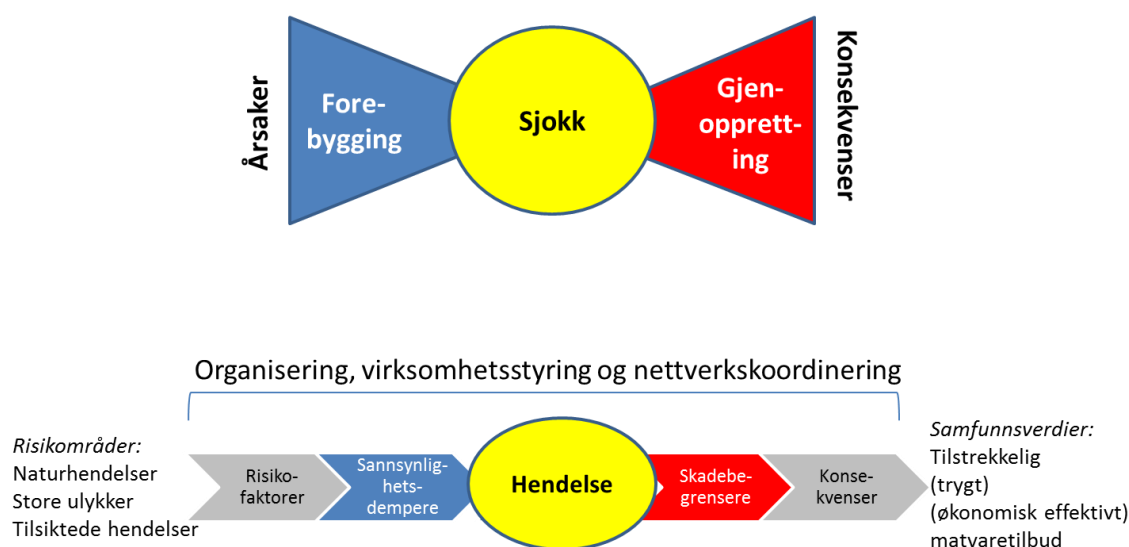 Årsaker
Fore-
bygging
Sjokk
Gjen-
opprett-
ing
Konsekvenser
Organisering, virksomhetsstyring og nettverkskoordinering
Risikområder:
Naturhendelser
Store ulykker
Tilsiktede hendelser
Risiko-
faktorer
Sannsynlig-
hets-
dempere
Hendelse
Skadebe-
grensere
Konse-
kvenser
Samfunnsverdier:
Tilstrekkelig
(trygt)
(økonomisk effektivt)
matvaretilbud